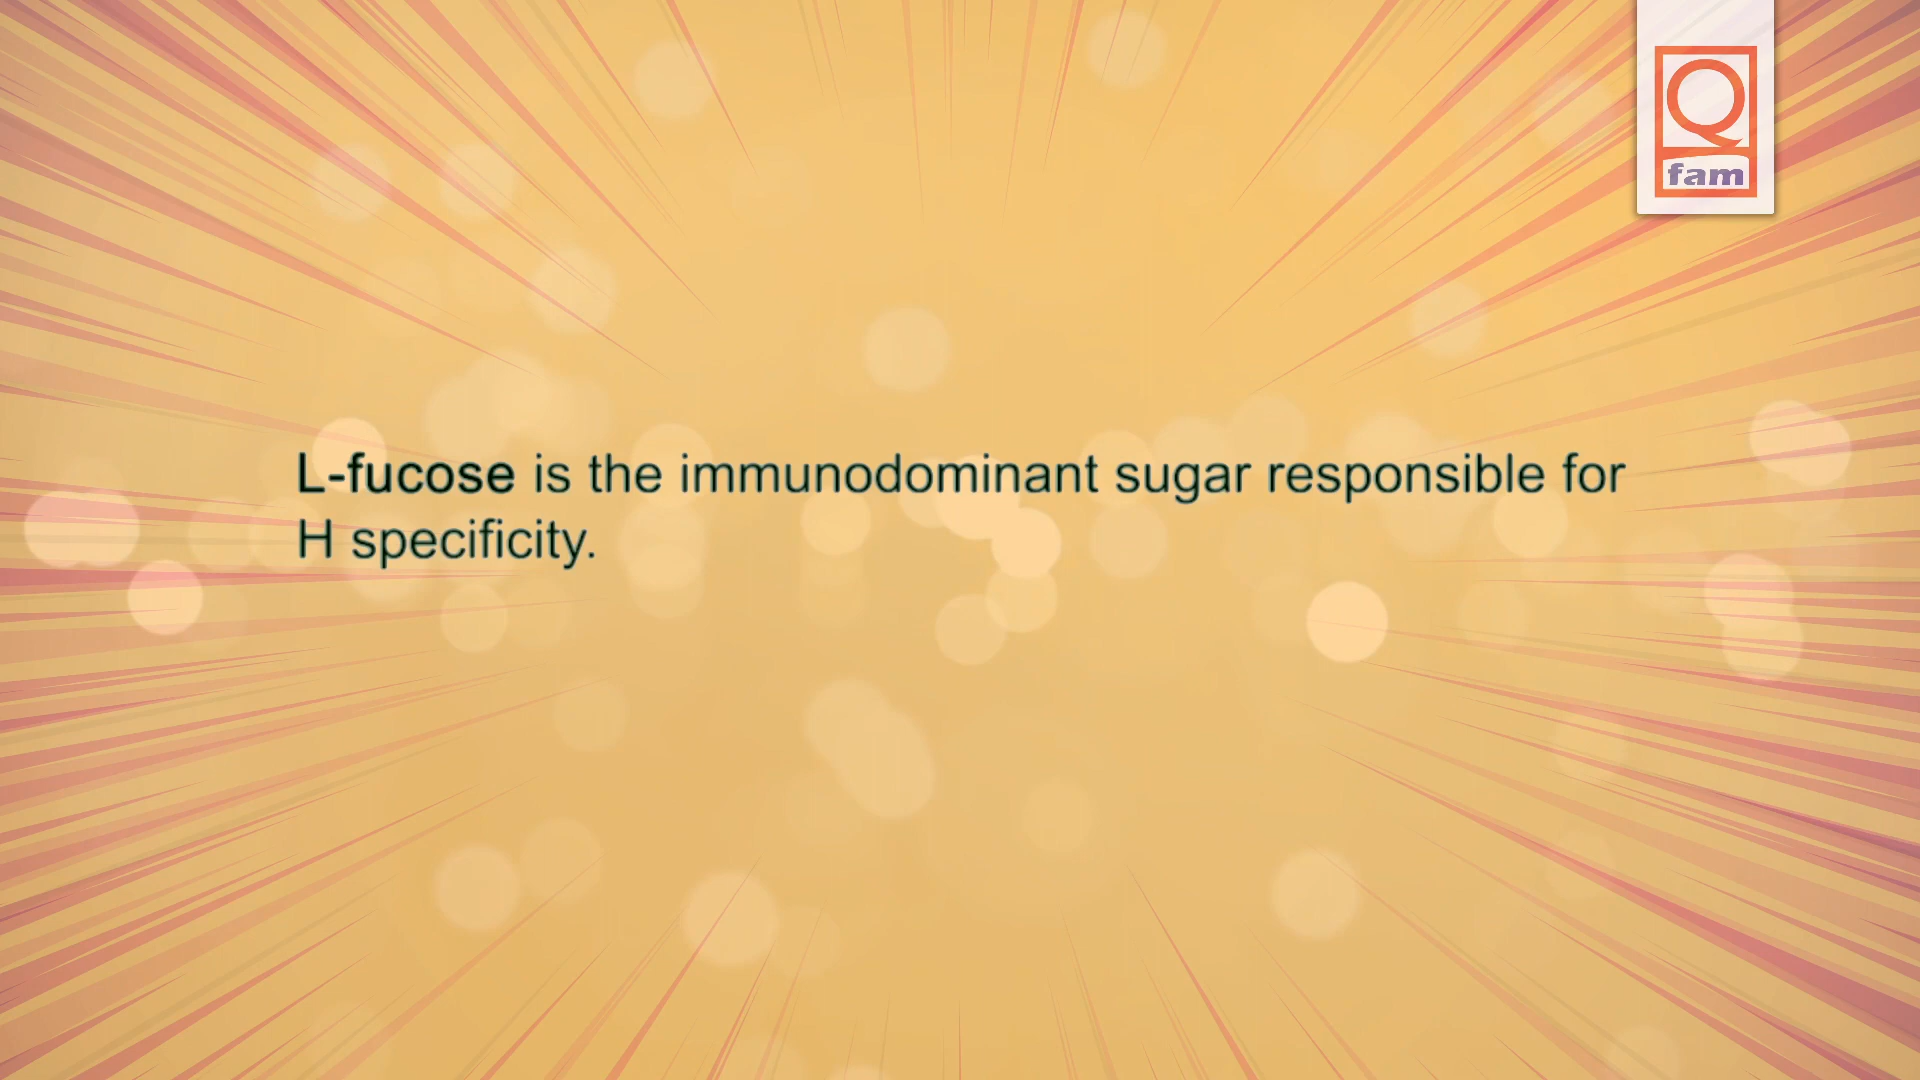 Q
fam
L-fucose is the immunodominant sugar responsible for
H specificity.